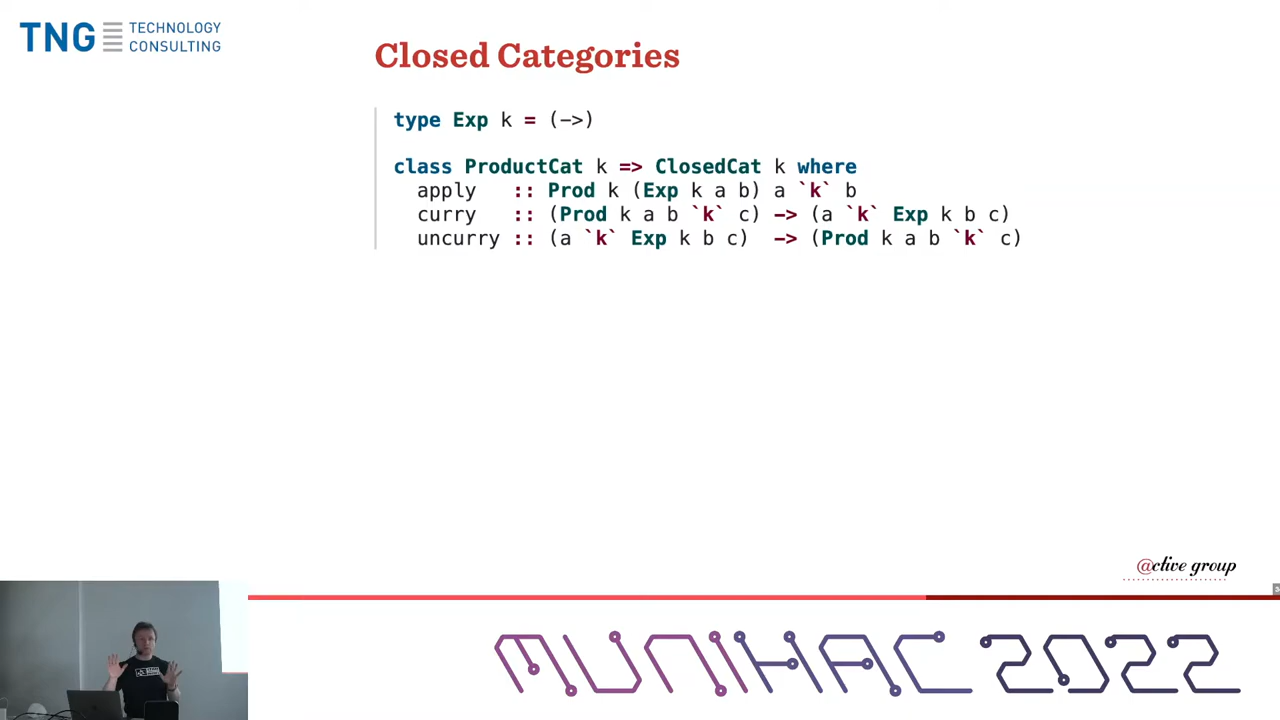 TNG TECHNOLOGY
CONSULTING
Closed Categories
type Exp k = (->)
class ProductCat k => ClosedCat k where
apply :: Prod k (Exp k a b) a `k` b
curry :: (Prod k a b `k` c) -> (a `k` Exp k b c)
uncurry :: (a `k` Exp k b c) -> (Prod k a b `k` c)
@ctive group
MUNIHAC 2022